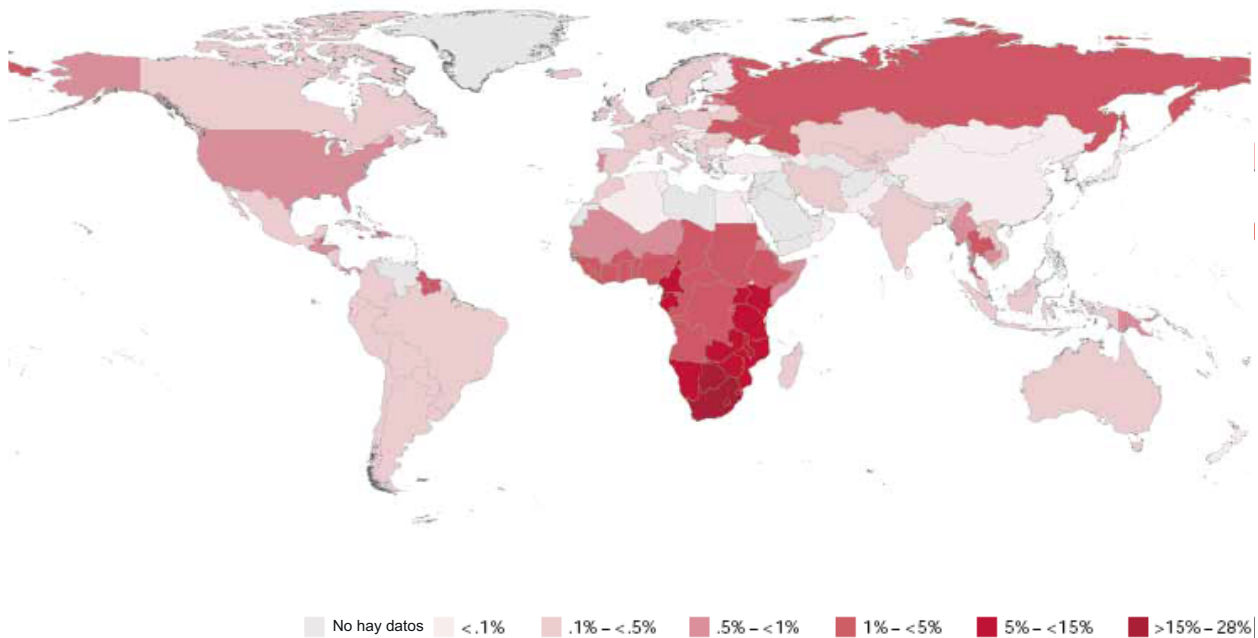 No hay datos <.1% .1% – <.5% .5% – <1% 1% – <5% 5% – <15% >15% – 28%